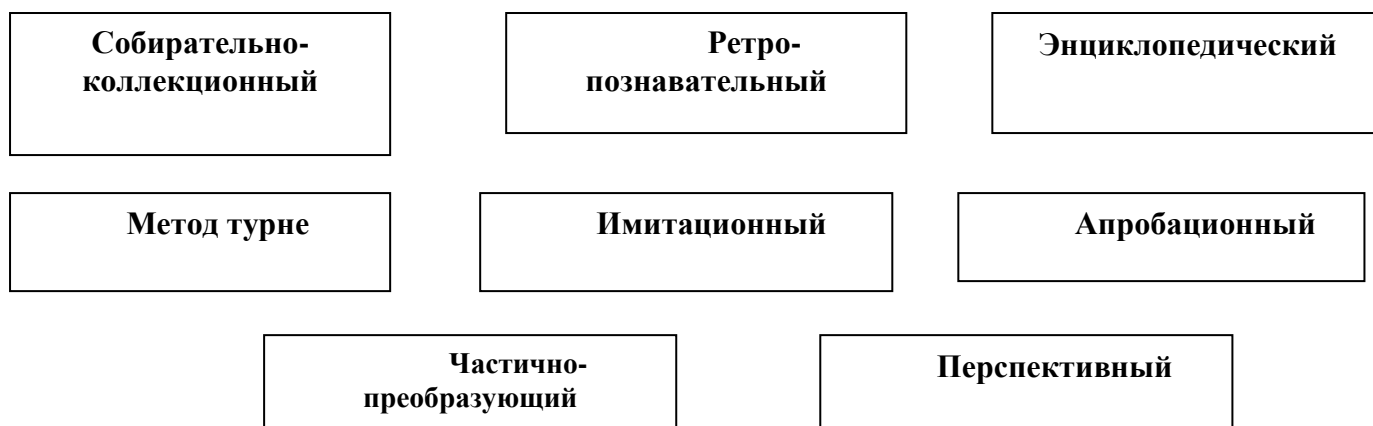 Собирательно-
коллекционный
Ретро-
познавательный
Энциклопедический
Метод турне
Имитационный
Апробационный
Частично-
преобразующий
Перспективный